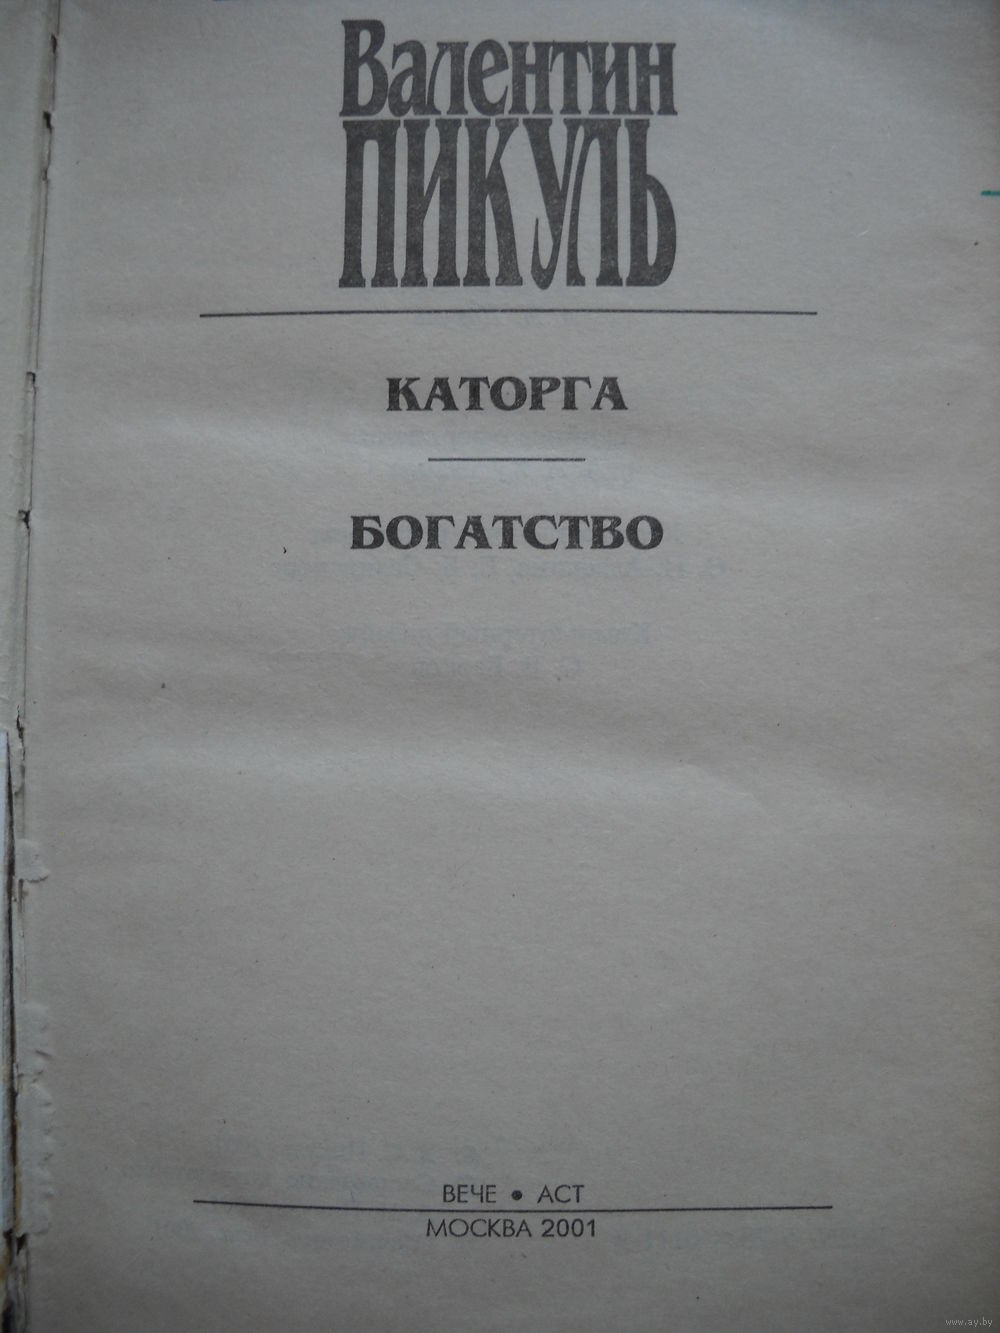 Валентин
ПИКУЛЬ
КАТОРГА
БОГАТСТВО
ВЕЧЕ • АСТ
МОСКВА 2001
www.ay.by